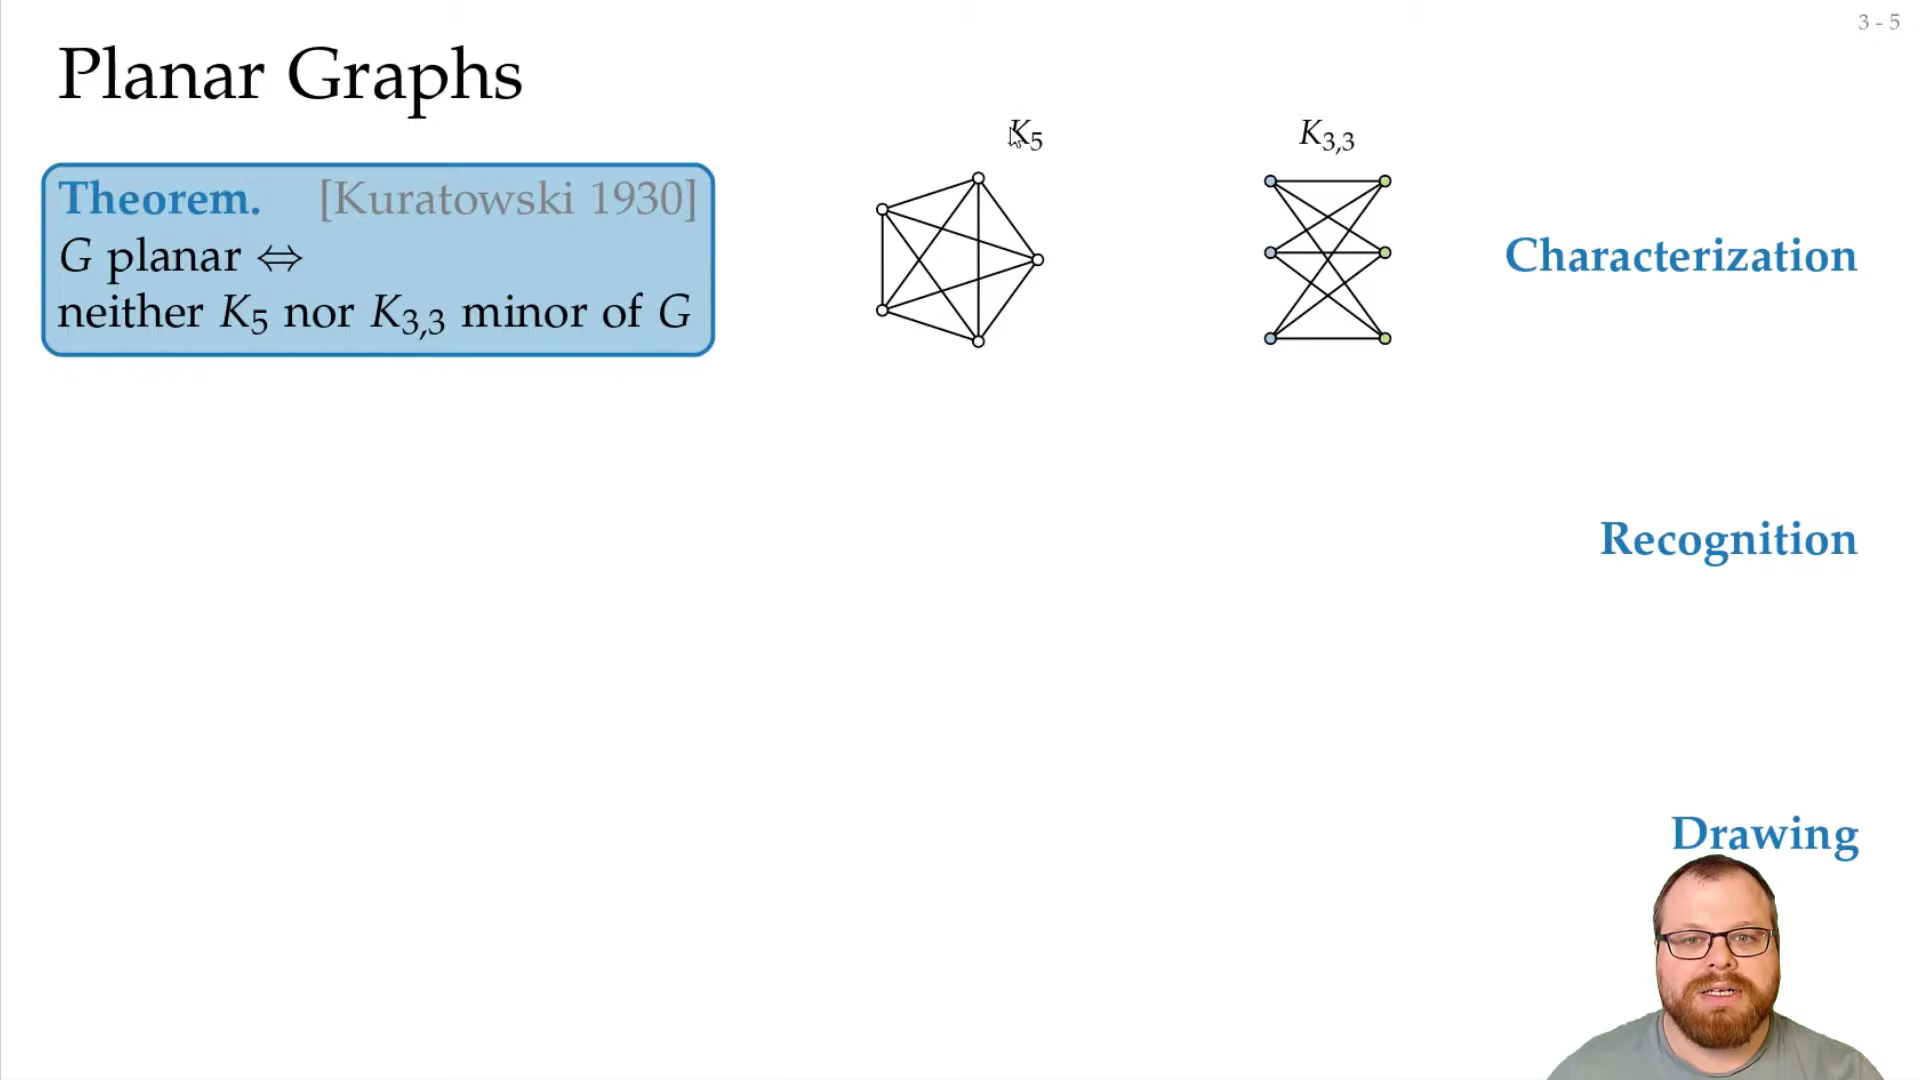 3 - 5
Planar Graphs
K5
K3,3
Theorem. [Kuratowski 1930]
G planar ⇔
neither K5 nor K3,3 minor of G
Characterization
Recognition
Drawing